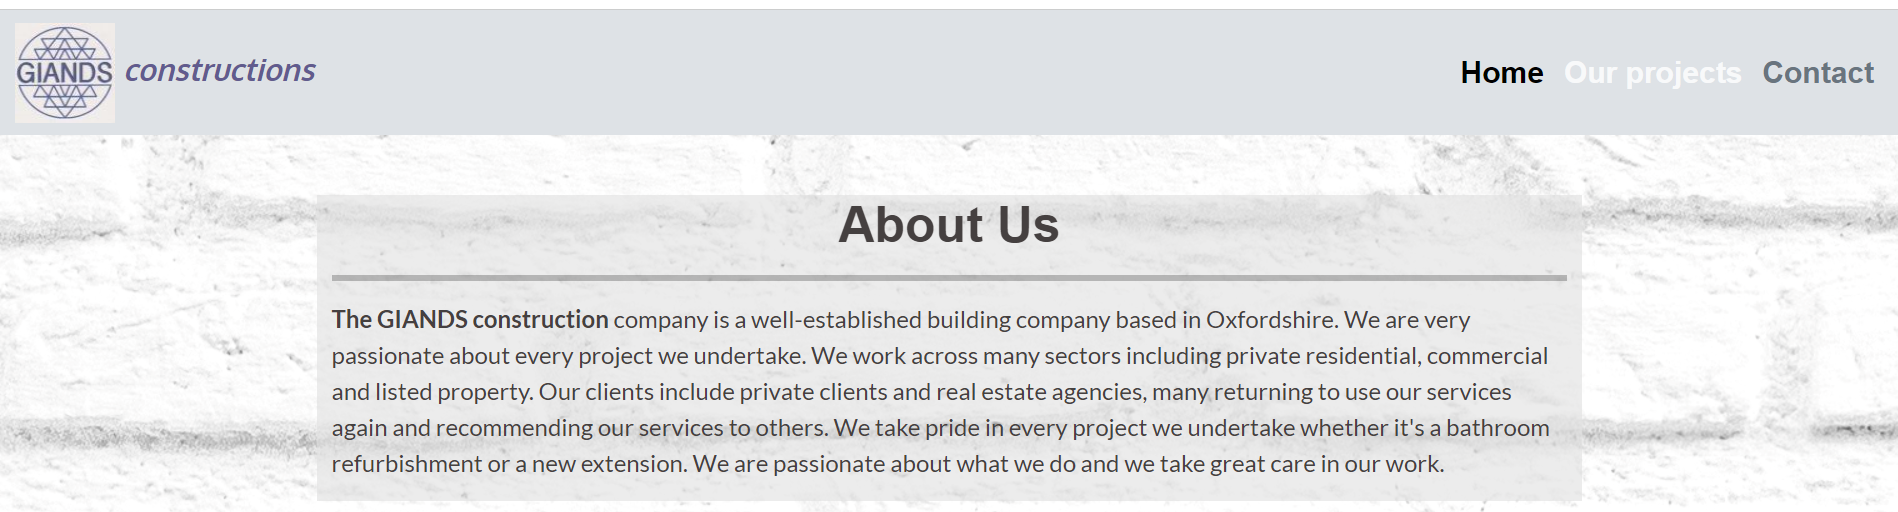 GIANDS constructions
Home Our projects Contact
About Us
The GIANDS construction company is a well-established building company based in Oxfordshire. We are very
passionate about every project we undertake. We work across many sectors including private residential, commercial
and listed property. Our clients include private clients and real estate agencies, many returning to use our services
again and recommending our services to others. We take pride in every project we undertake whether it's a bathroom
refurbishment or a new extension. We are passionate about what we do and we take great care in our work.